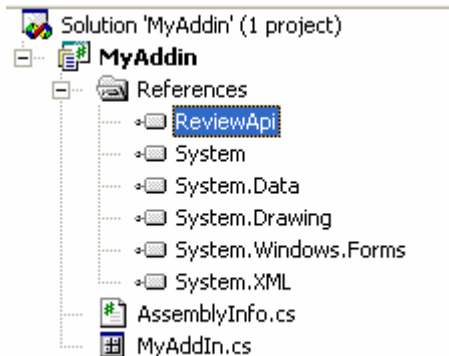 Solution 'MyAddin' (1 project)
MyAddin
References
ReviewApi
System
System.Data
System.Drawing
System.Windows.Forms
System.XML
AssemblyInfo.cs
MyAddIn.cs